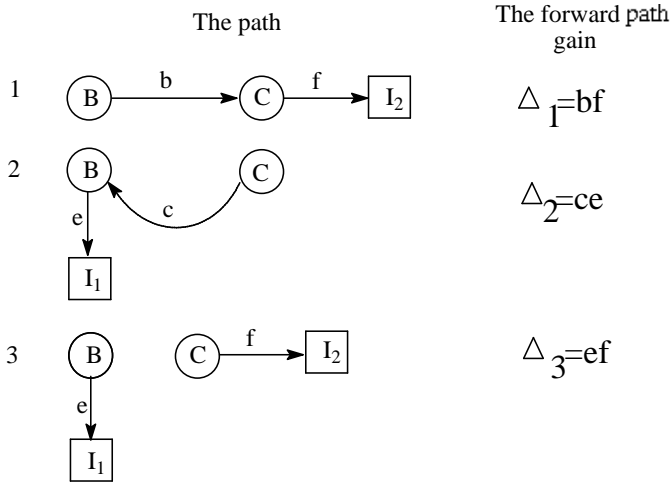 The path
The forward path
gain
1
B
b
C
f
I₂
△₁=bf
2
B
C
c
e
I₁
△₂=ce
3
B
C
f
I₂
e
I₁
△₃=ef